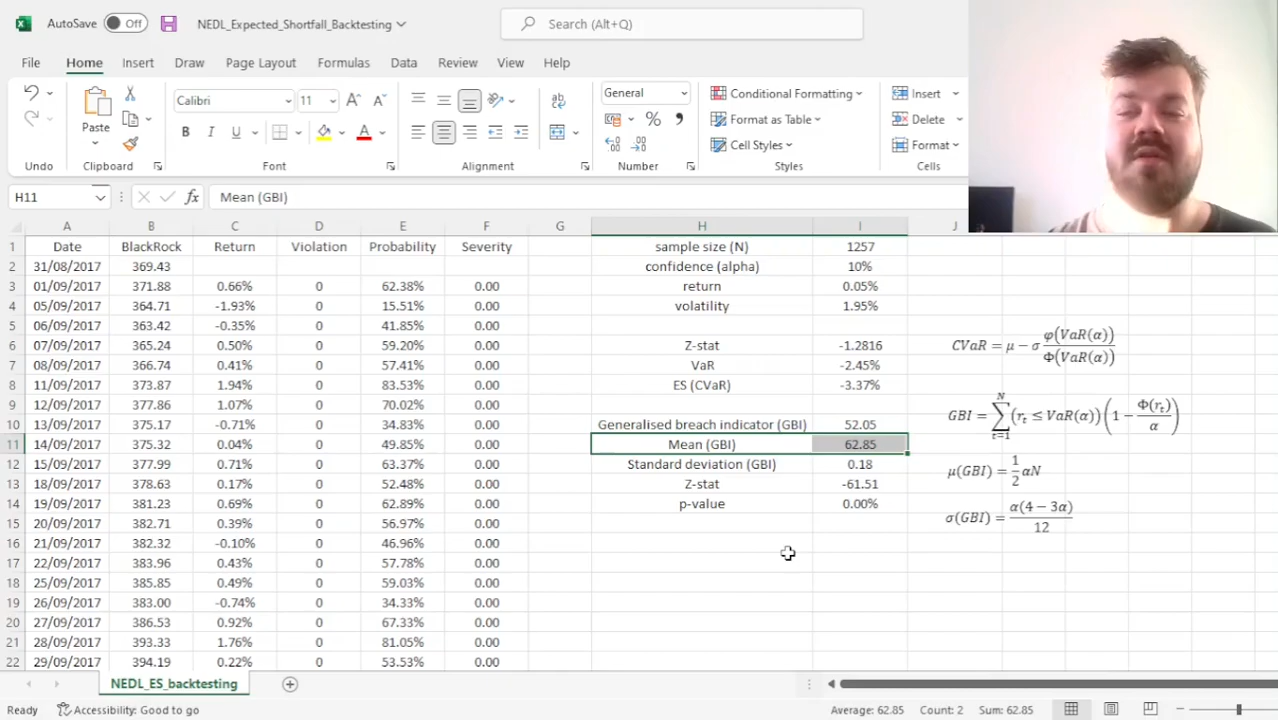 AutoSave Off NEDL_Expected_Shortfall_Backtesting Search (Alt+Q)
File Home Insert Draw Page Layout Formulas Data Review View Help
Calibri 11 General Conditional Formatting Insert
Paste Format as Table Delete
Cell Styles Format
Undo Clipboard Font Alignment Number Styles Cells
H11 fx Mean (GBI)
A B C D E F G H I J
1 Date BlackRock Return Violation Probability Severity sample size (N) 1257
2 31/08/2017 369.43 confidence (alpha) 10%
3 01/09/2017 371.88 0.66% 0 62.38% 0.00 return 0.05%
4 05/09/2017 364.71 -1.93% 0 15.51% 0.00 volatility 1.95%
5 06/09/2017 363.42 -0.35% 0 41.85% 0.00
6 07/09/2017 365.24 0.50% 0 59.20% 0.00 Z-stat -1.2816
7 08/09/2017 366.74 0.41% 0 57.41% 0.00 VaR -2.45%
8 11/09/2017 373.87 1.94% 0 83.53% 0.00 ES (CVaR) -3.37%
9 12/09/2017 377.86 1.07% 0 70.02% 0.00
10 13/09/2017 375.17 -0.71% 0 34.83% 0.00 Generalised breach indicator (GBI) 52.05
11 14/09/2017 375.32 0.04% 0 49.85% 0.00 Mean (GBI) 62.85
12 15/09/2017 377.99 0.71% 0 63.37% 0.00 Standard deviation (GBI) 0.18
13 18/09/2017 378.63 0.17% 0 52.48% 0.00 Z-stat -61.51
14 19/09/2017 381.23 0.69% 0 62.89% 0.00 p-value 0.00%
15 20/09/2017 382.71 0.39% 0 56.97% 0.00
16 21/09/2017 382.32 -0.10% 0 46.96% 0.00
17 22/09/2017 383.96 0.43% 0 57.78% 0.00
18 25/09/2017 385.85 0.49% 0 59.03% 0.00
19 26/09/2017 383.00 -0.74% 0 34.33% 0.00
20 27/09/2017 386.53 0.92% 0 67.33% 0.00
21 28/09/2017 393.33 1.76% 0 81.05% 0.00
22 29/09/2017 394.19 0.22% 0 53.53% 0.00
CVaR = μ − σ φ(VaR(α)) / Φ(VaR(α))
GBI = ∑_{t=1}^{N} (r_t ≤ VaR(α)) (1 − Φ(r_t) / α)
μ(GBI) = 1/2 αN
σ(GBI) = α(4 − 3α) / 12
NEDL_ES_backtesting
Ready Accessibility: Good to go Average: 62.85 Count: 2 Sum: 62.85